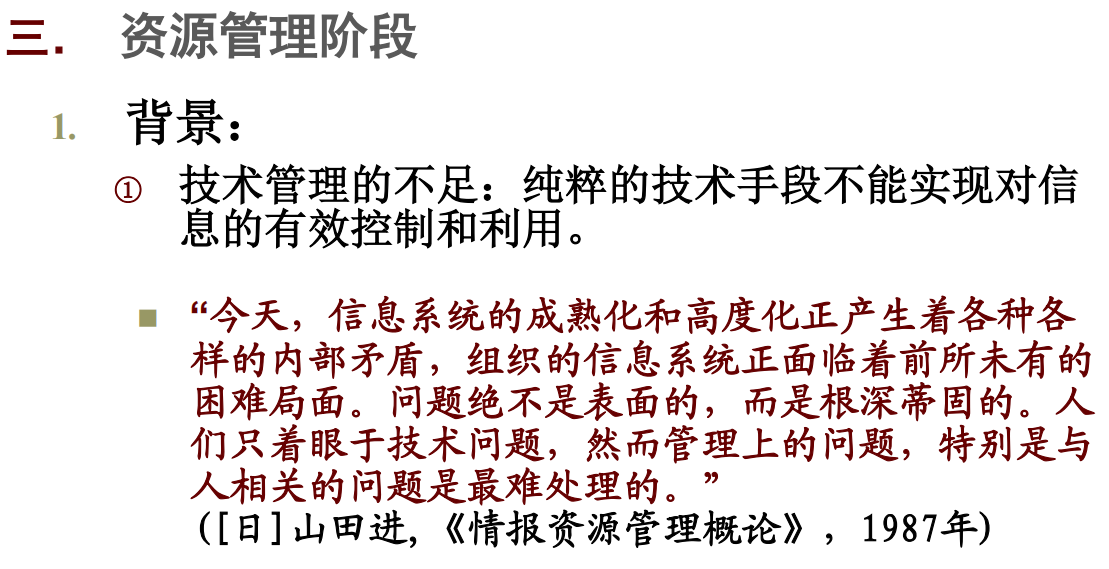 三. 资源管理阶段
1. 背景：
① 技术管理的不足：纯粹的技术手段不能实现对信
息的有效控制和利用。
“今天，信息系统的成熟化和高度化正产生着各种各
样的内部矛盾，组织的信息系统正面临着前所未有的
困难局面。问题绝不是表面的，而是根深蒂固的。人
们只着眼于技术问题，然而管理上的问题，特别是与
人相关的问题是最难处理的。”
([日]山田进,《情报资源管理概论》，1987年)